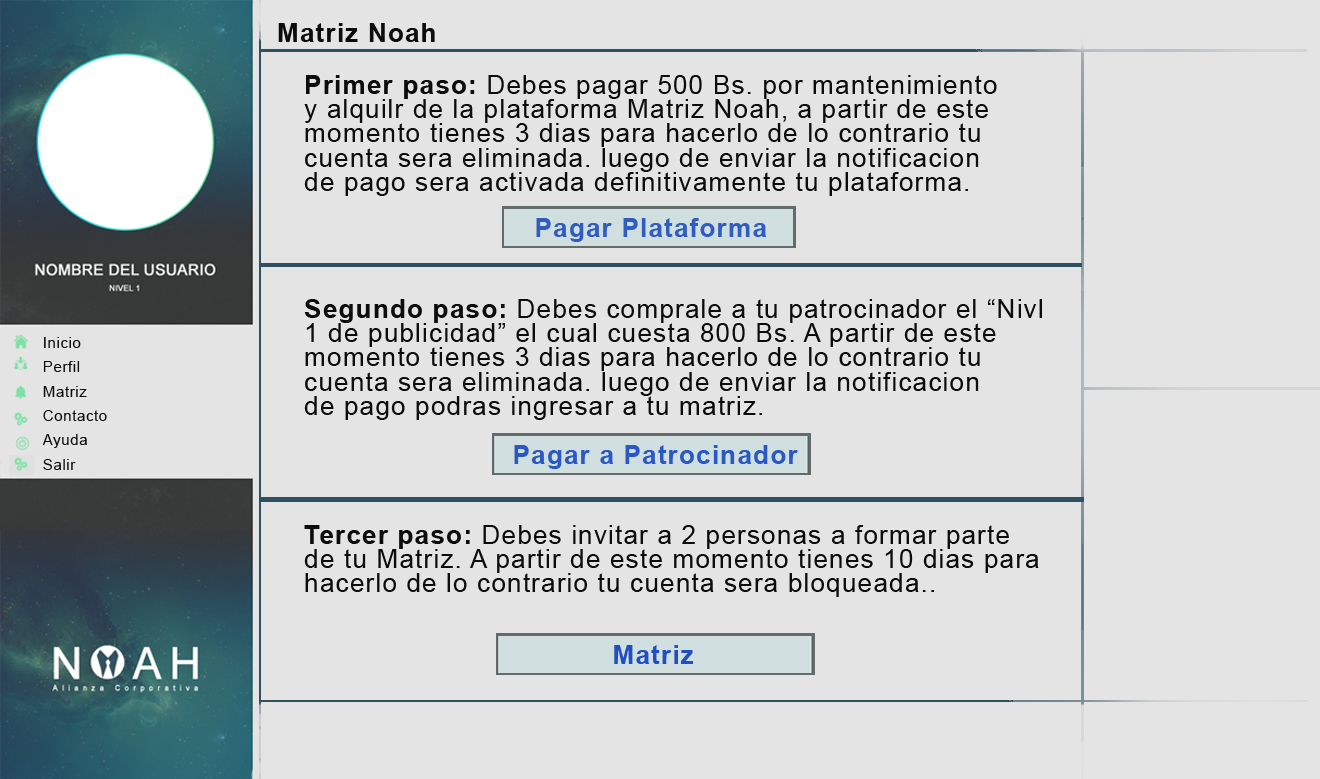 Matriz Noah
Primer paso: Debes pagar 500 Bs. por mantenimiento
y alquilr de la plataforma Matriz Noah, a partir de este
momento tienes 3 dias para hacerlo de lo contrario tu
cuenta sera eliminada. luego de enviar la notificacion
de pago sera activada definitivamente tu plataforma.
Pagar Plataforma
Segundo paso: Debes comprale a tu patrocinador el “Nivl
1 de publicidad” el cual cuesta 800 Bs. A partir de este
momento tienes 3 dias para hacerlo de lo contrario tu
cuenta sera eliminada. luego de enviar la notificacion
de pago podras ingresar a tu matriz.
Pagar a Patrocinador
Tercer paso: Debes invitar a 2 personas a formar parte
de tu Matriz. A partir de este momento tienes 10 dias para
hacerlo de lo contrario tu cuenta sera bloqueada..
Matriz
NOMBRE DEL USUARIO
NIVEL 1
Inicio
Perfil
Matriz
Contacto
Ayuda
Salir
NOAH
Alianza Corporativa